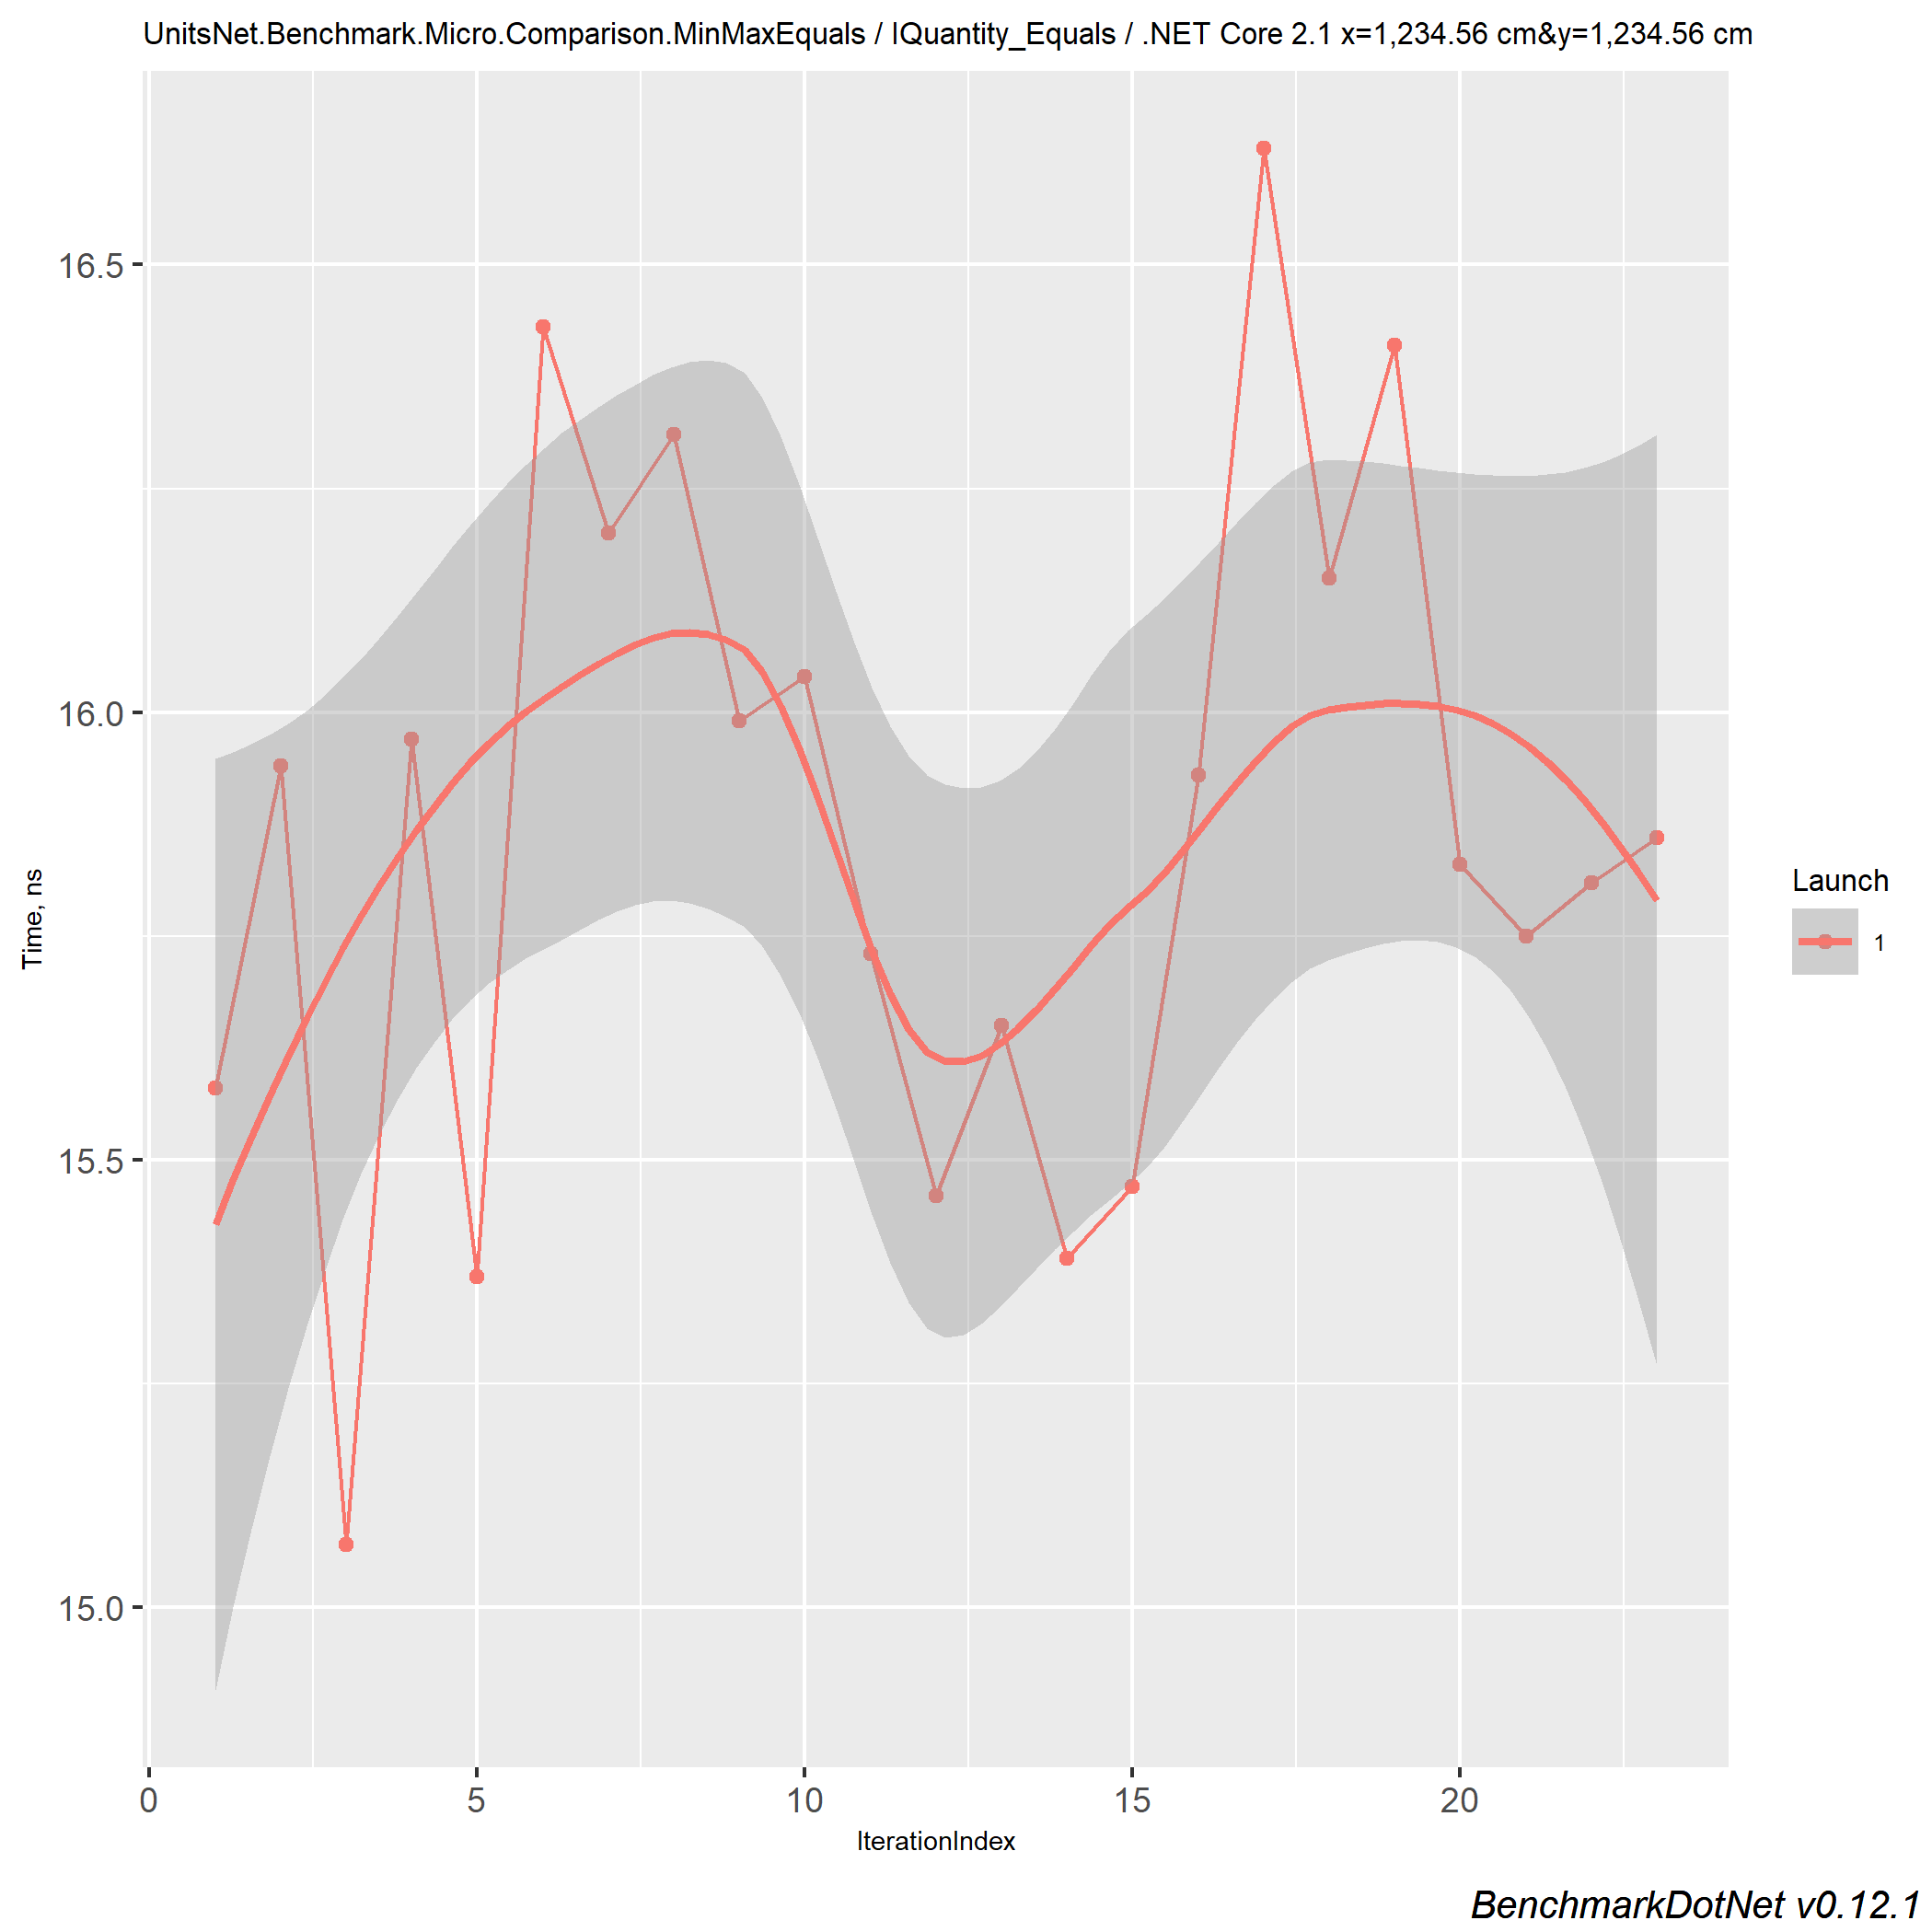 UnitsNet.Benchmark.Micro.Comparison.MinMaxEquals / IQuantity_Equals / .NET Core 2.1 x=1,234.56 cm&y=1,234.56 cm
16.5
16.0
15.5
15.0
Time, ns
0 5 10 15 20
IterationIndex
Launch
1
BenchmarkDotNet v0.12.1